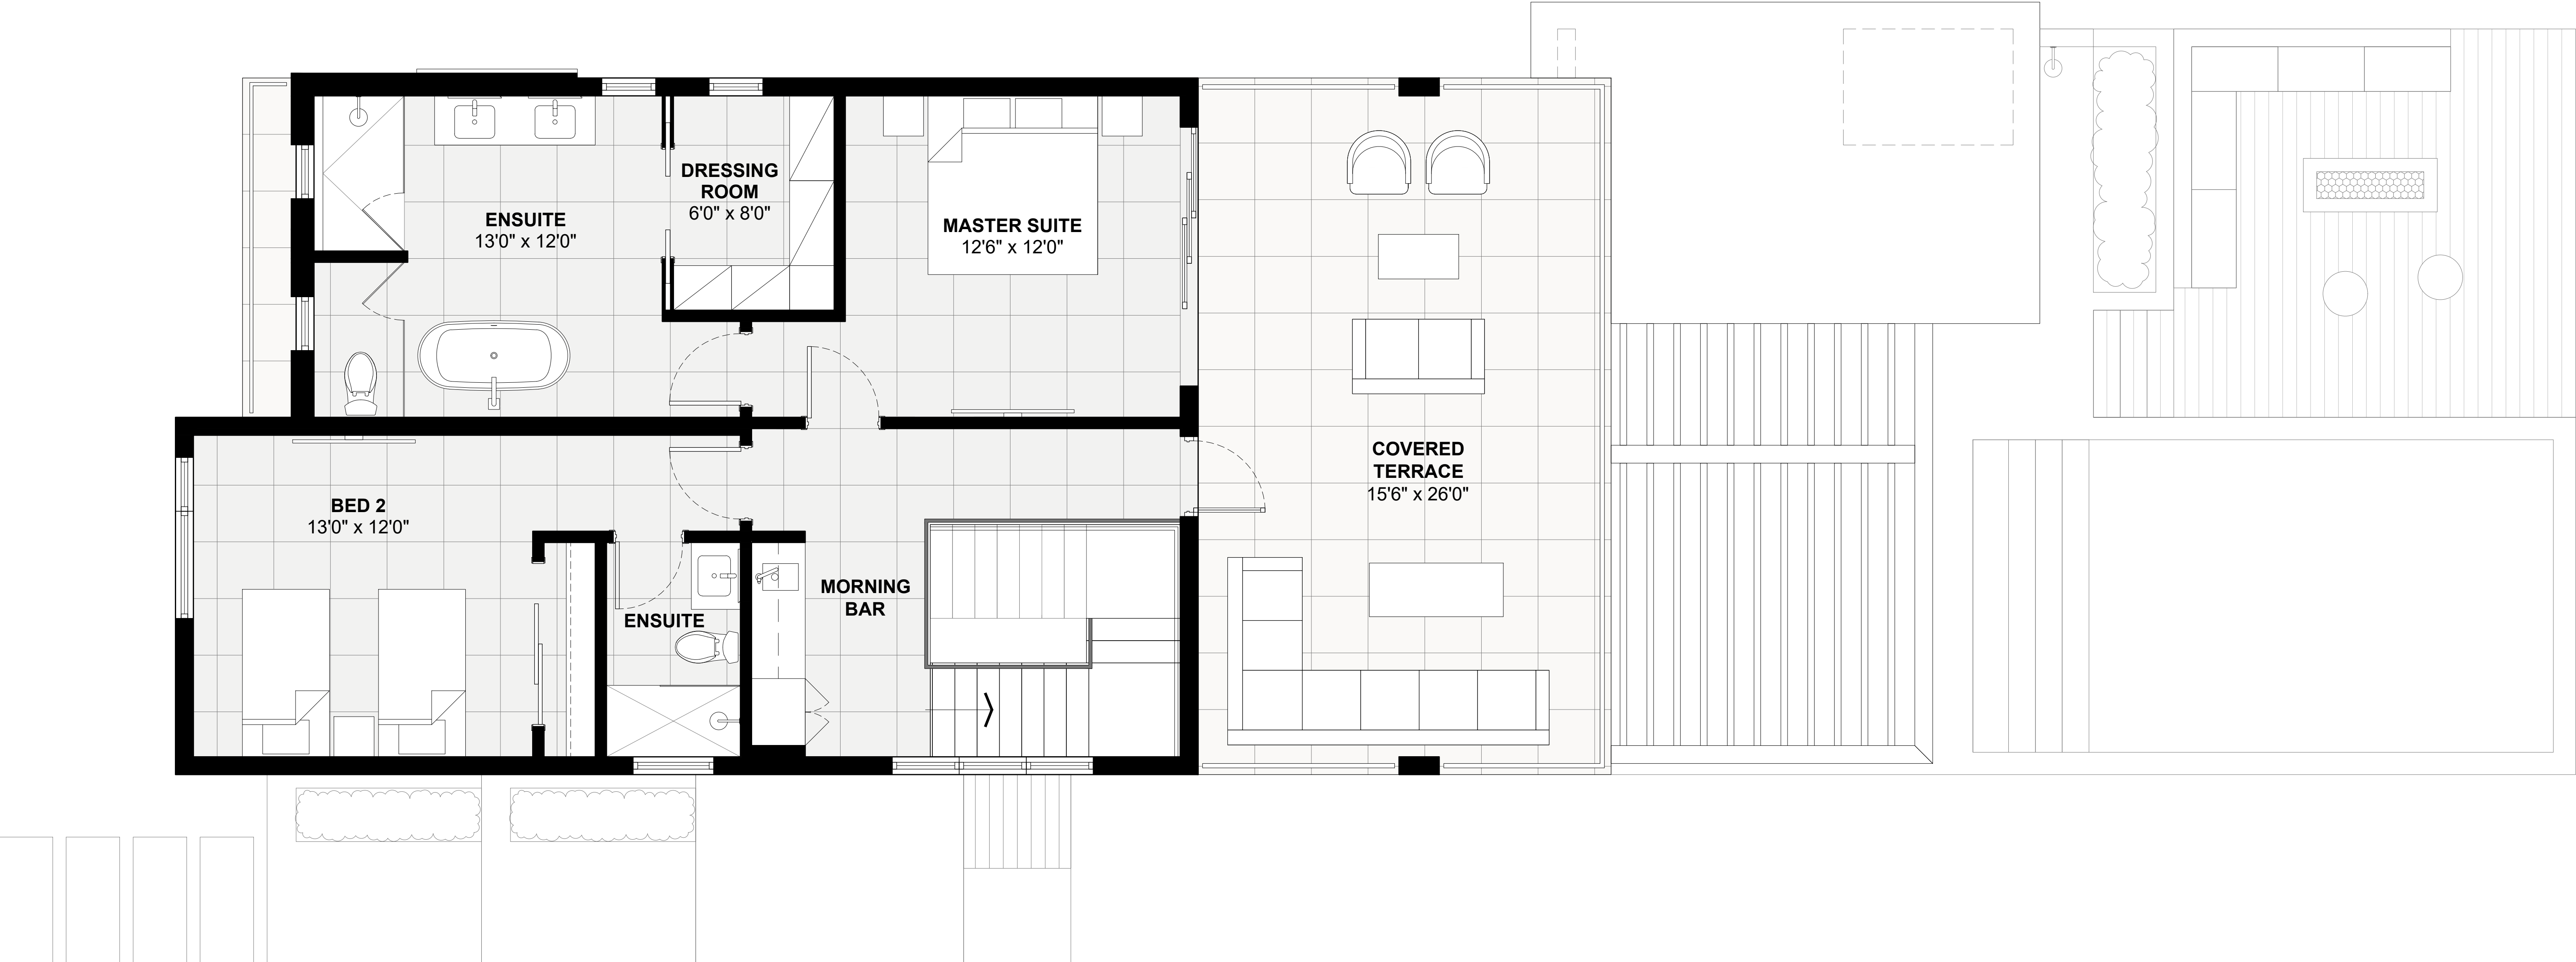 DRESSING
ROOM
6'0" x 8'0"
ENSUITE
13'0" x 12'0"
MASTER SUITE
12'6" x 12'0"
COVERED
TERRACE
15'6" x 26'0"
BED 2
13'0" x 12'0"
MORNING
BAR
ENSUITE